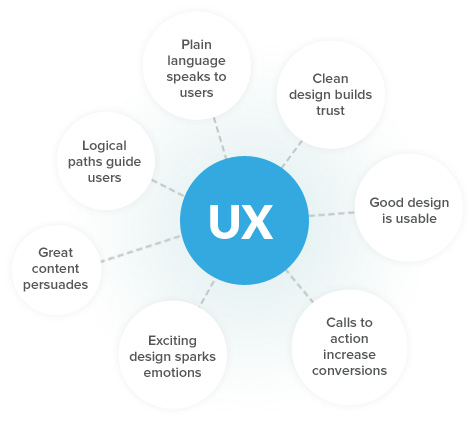 Plain
language
speaks to
users
Clean
design builds
trust
Logical
paths guide
users
Good design
is usable
UX
Great
content
persuades
Exciting
design sparks
emotions
Calls to
action
increase
conversions